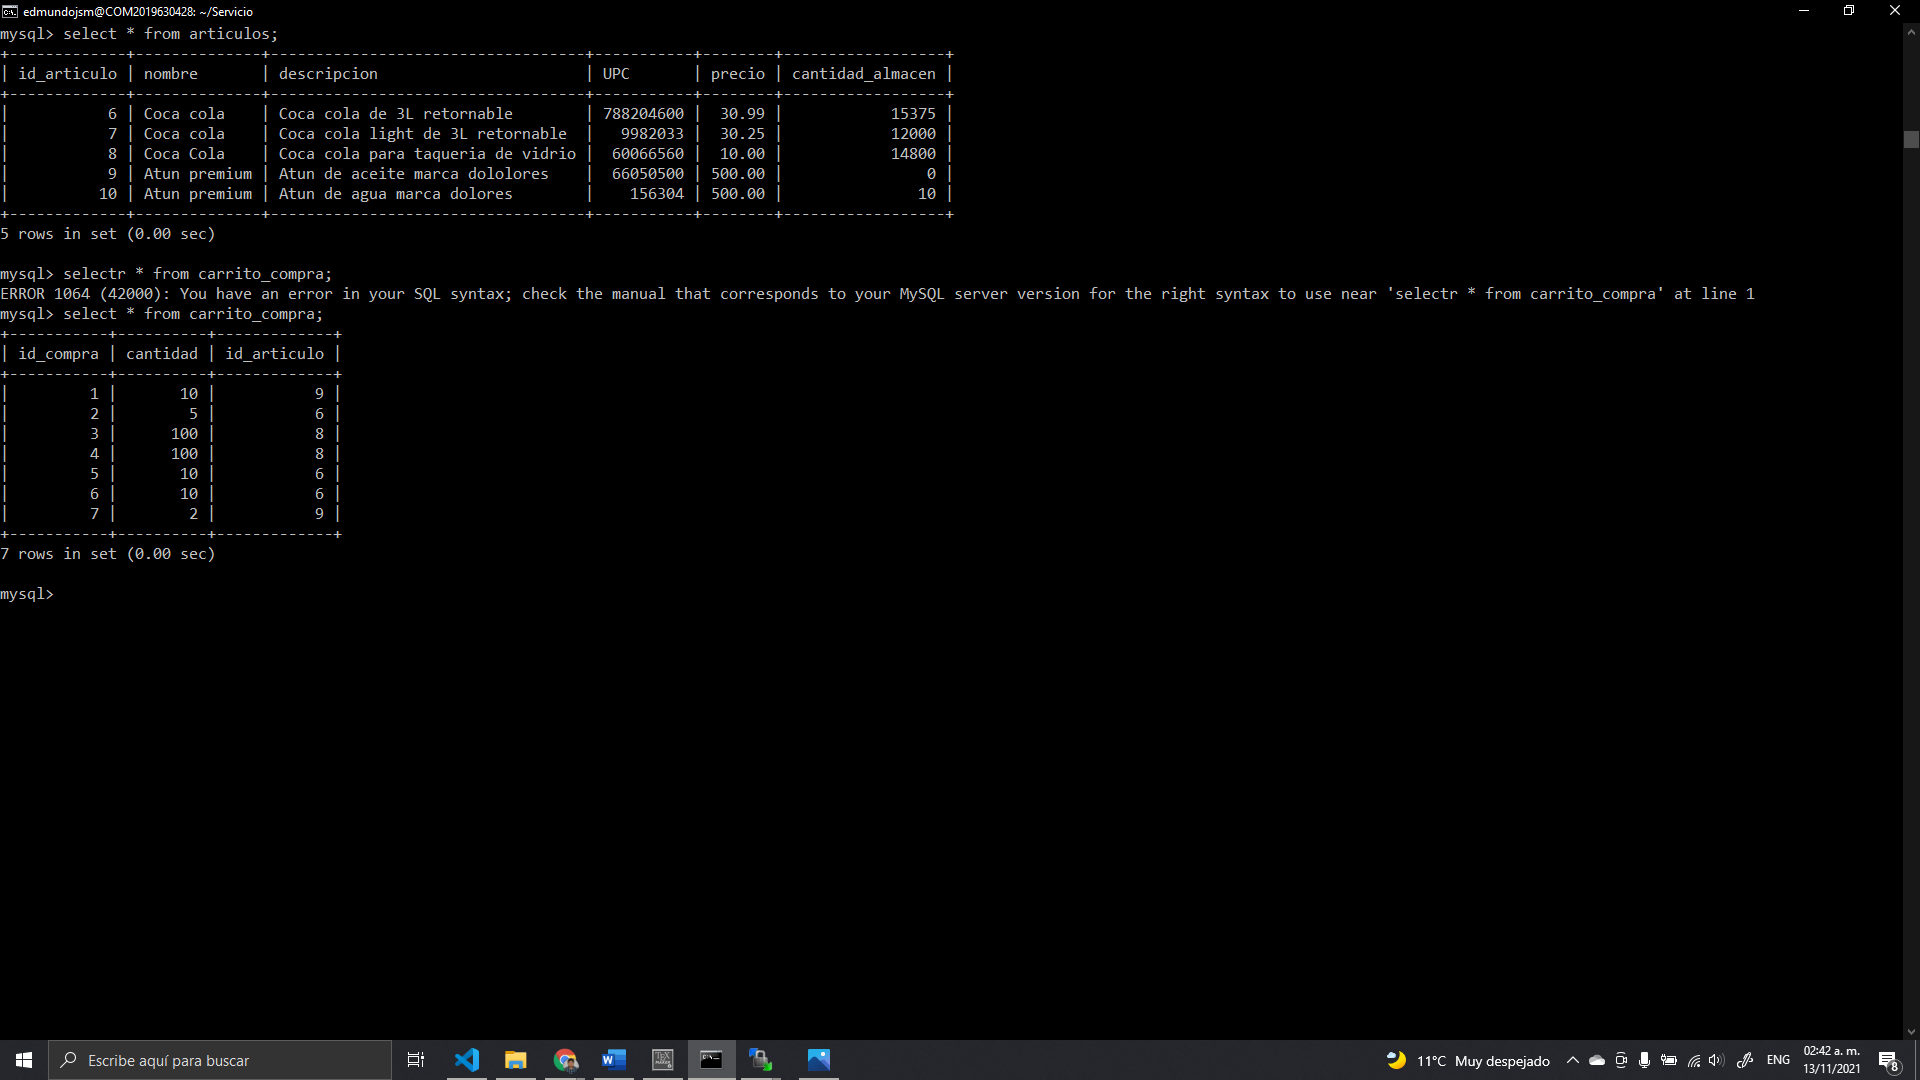 edmundojsm@COM2019630428: ~/Servicio
mysql> select * from articulos;
+-------------+--------------+-----------------------------------+-----------+--------+------------------+
| id_articulo | nombre       | descripcion                       | UPC       | precio | cantidad_almacen |
+-------------+--------------+-----------------------------------+-----------+--------+------------------+
|           6 | Coca cola    | Coca cola de 3L retornable        | 788204600 |  30.99 |            15375 |
|           7 | Coca cola    | Coca cola light de 3L retornable  |   9982033 |  30.25 |            12000 |
|           8 | Coca Cola    | Coca cola para taqueria de vidrio |  60066560 |  10.00 |            14800 |
|           9 | Atun premium | Atun de aceite marca dololores    |  66050500 | 500.00 |                0 |
|          10 | Atun premium | Atun de agua marca dolores        |    156304 | 500.00 |               10 |
+-------------+--------------+-----------------------------------+-----------+--------+------------------+
5 rows in set (0.00 sec)
mysql> selectr * from carrito_compra;
ERROR 1064 (42000): You have an error in your SQL syntax; check the manual that corresponds to your MySQL server version for the right syntax to use near 'selectr * from carrito_compra' at line 1
mysql> select * from carrito_compra;
+-----------+----------+-------------+
| id_compra | cantidad | id_articulo |
+-----------+----------+-------------+
|         1 |       10 |           9 |
|         2 |        5 |           6 |
|         3 |      100 |           8 |
|         4 |      100 |           8 |
|         5 |       10 |           6 |
|         6 |       10 |           6 |
|         7 |        2 |           9 |
+-----------+----------+-------------+
7 rows in set (0.00 sec)
mysql>
Escribe aquí para buscar
11°C Muy despejado
ENG
02:42 a. m.
13/11/2021
8